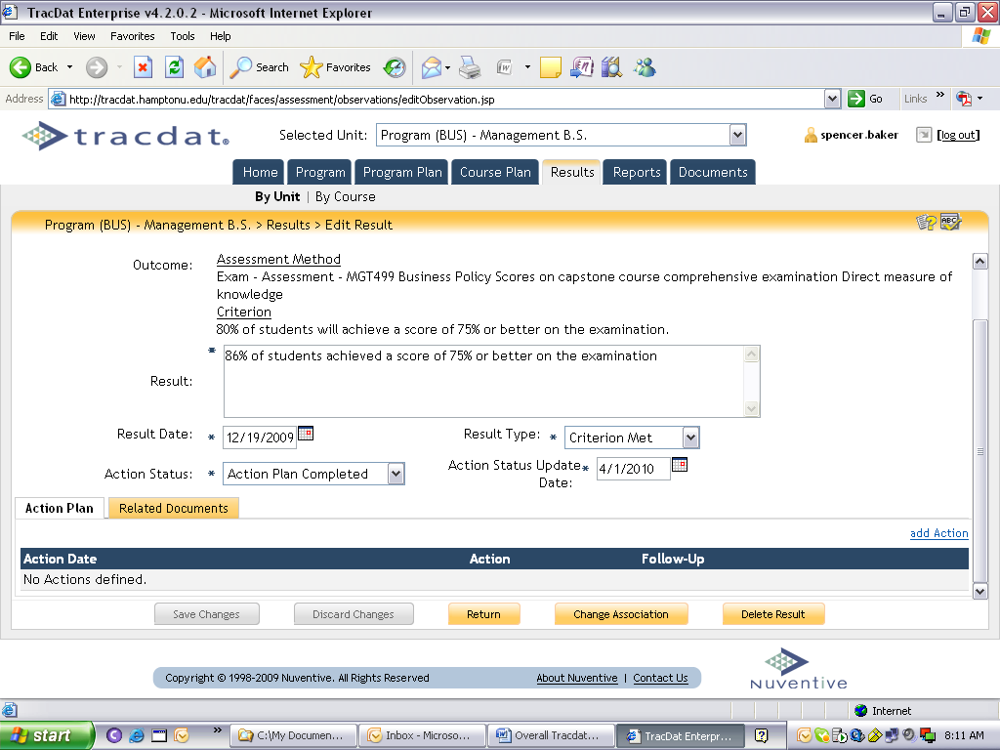 TracDat Enterprise v4.2.0.2 - Microsoft Internet Explorer
File Edit View Favorites Tools Help
Back Search Favorites
Address http://tracdat.hamptonu.edu/tracdat/faces/assessment/observations/editObservation.jsp Go Links »
tracdat. Selected Unit: Program (BUS) - Management B.S. spencer.baker [log out]
Home Program Program Plan Course Plan Results Reports Documents
By Unit | By Course
Program (BUS) - Management B.S. > Results > Edit Result
Outcome: Assessment Method
Exam - Assessment - MGT499 Business Policy Scores on capstone course comprehensive examination Direct measure of
knowledge
Criterion
80% of students will achieve a score of 75% or better on the examination.
* 86% of students achieved a score of 75% or better on the examination
Result:
Result Date: * 12/19/2009 Result Type: * Criterion Met
Action Status: * Action Plan Completed Action Status Update Date: * 4/1/2010
Action Plan Related Documents
add Action
Action Date Action Follow-Up
No Actions defined.
Save Changes Discard Changes Return Change Association Delete Result
Copyright © 1998-2009 Nuventive. All Rights Reserved About Nuventive | Contact Us
NUVENTIVE
Internet
start » C:\My Documen... Inbox - Microso... Overall Tracdat... TracDat Enterpr... 8:11 AM